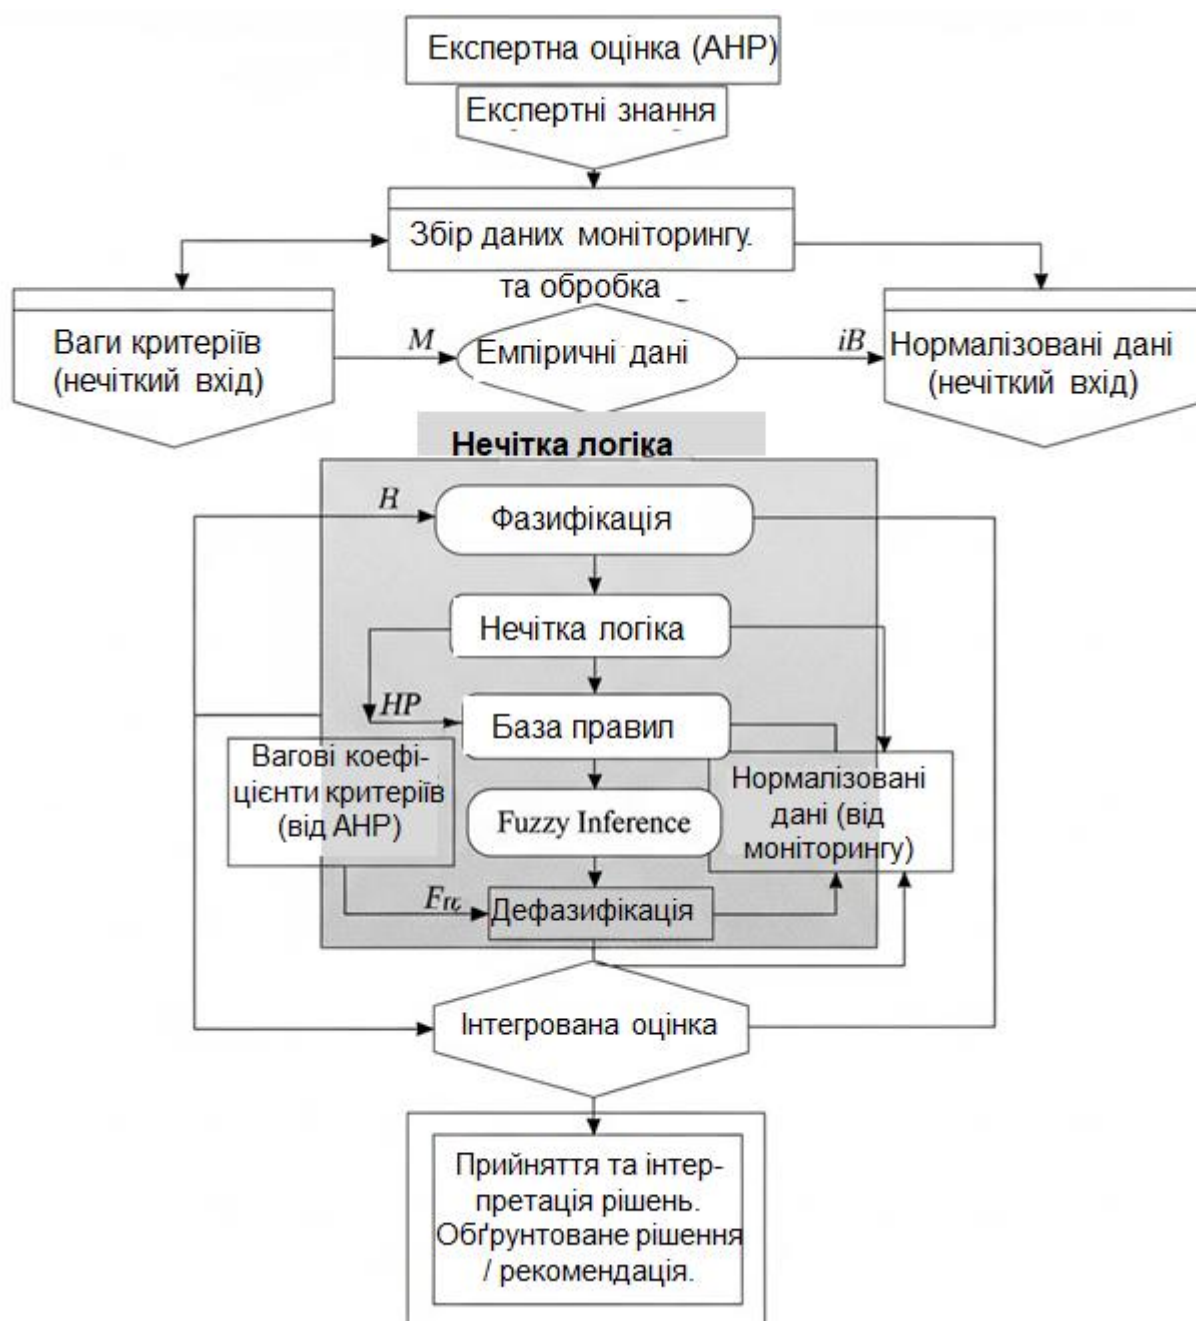 Експертна оцінка (AHP)
Експертні знання
Збір даних моніторингу.
та обробка
Ваги критеріїв
(нечіткий вхід)
M
Емпіричні дані
iB
Нормалізовані дані
(нечіткий вхід)
Нечітка логіка
Фазифікація
Нечітка логіка
HP
База правил
Вагові коефі-
цієнти критеріїв
(від AHP)
Нормалізовані
дані (від
моніторингу)
Fuzzy Inference
Дефазифікація
Інтегрована оцінка
Прийняття та інтер-
претація рішень.
Обґрунтоване рішення
/ рекомендація.